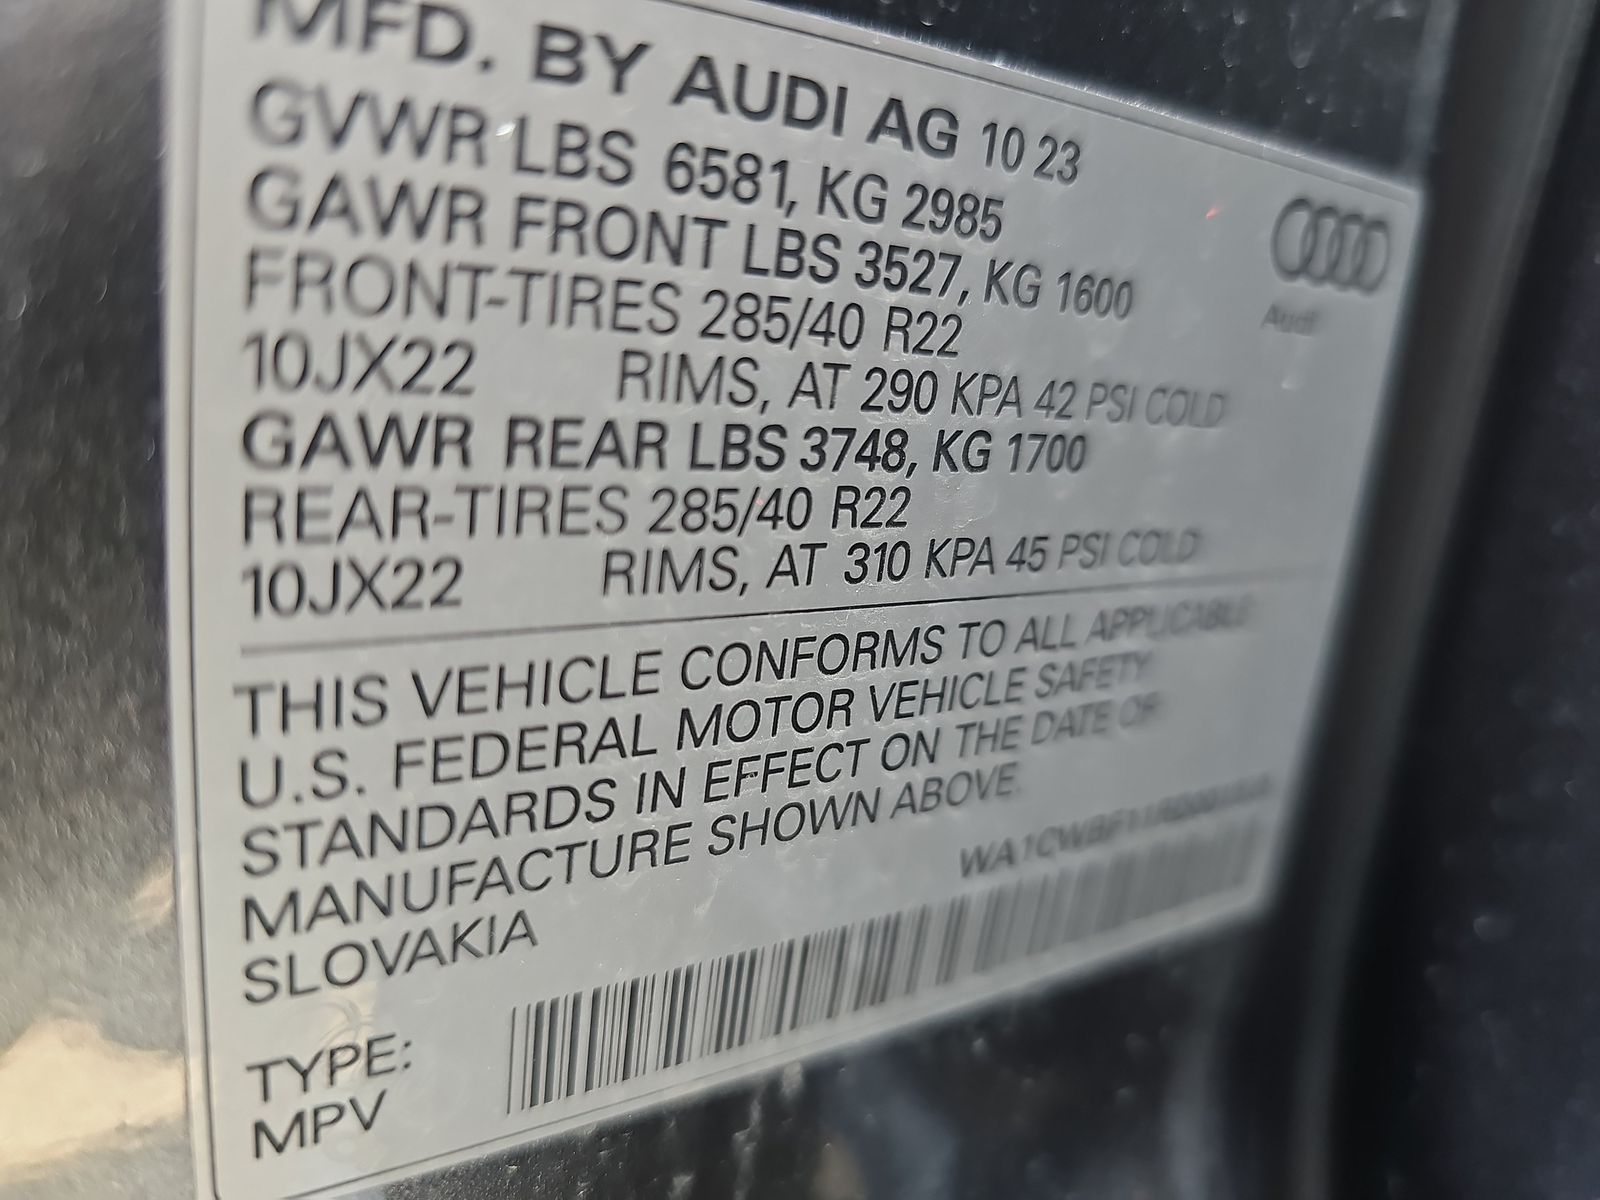 MFD. BY AUDI AG 10 23
GVWR LBS 6581, KG 2985
GAWR FRONT LBS 3527, KG 1600
FRONT-TIRES 285/40 R22
10JX22 RIMS, AT 290 KPA 42 PSI COLD
GAWR REAR LBS 3748, KG 1700
REAR-TIRES 285/40 R22
10JX22 RIMS, AT 310 KPA 45 PSI COLD
Audi
THIS VEHICLE CONFORMS TO ALL APPLICABLE
U.S. FEDERAL MOTOR VEHICLE SAFETY
STANDARDS IN EFFECT ON THE DATE OF
MANUFACTURE SHOWN ABOVE.
SLOVAKIA
TYPE:
MPV